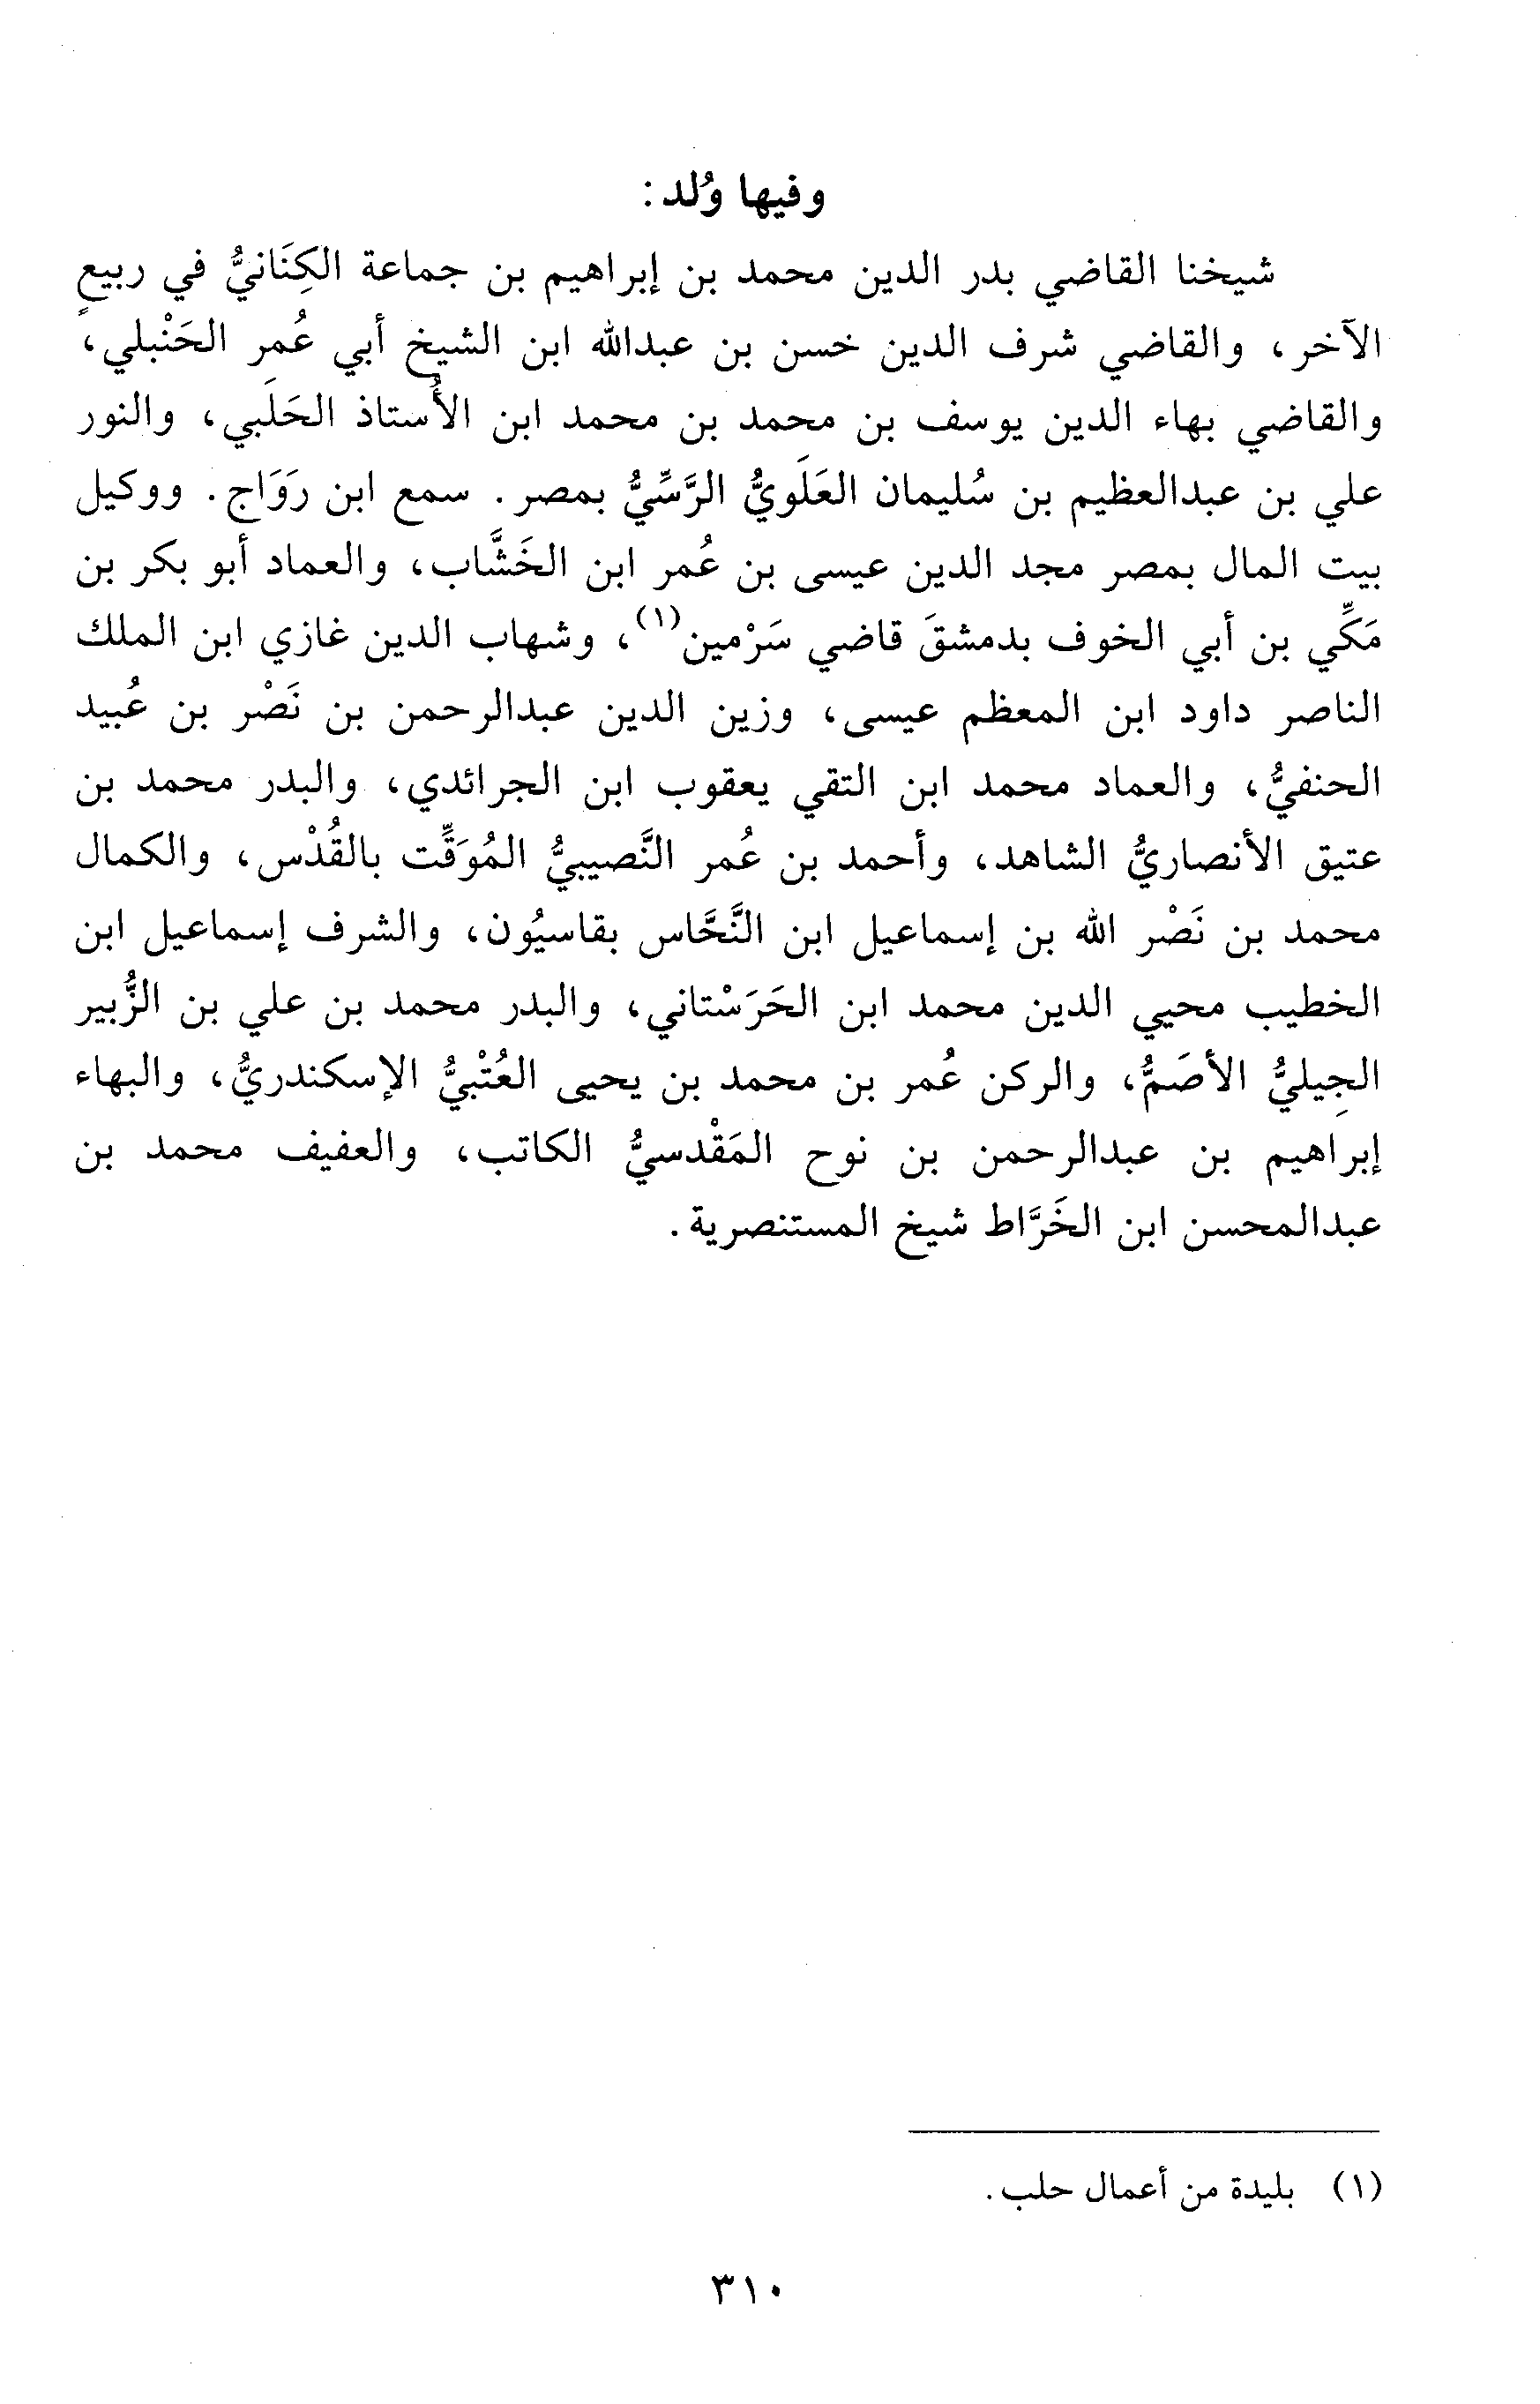 وفيها وُلد:
شيخنا القاضي بدر الدين محمد بن إبراهيم بن جماعة الكِنَانيُّ في ربيعٍ
الآخر، والقاضي شرف الدين حسن بن عبدالله ابن الشيخ أبي عُمر الحَنْبلي،
والقاضي بهاء الدين يوسف بن محمد بن محمد ابن الأُستاذ الحَلَبي، والنور
علي بن عبدالعظيم بن سُليمان العَلَويُّ الرَّسِّيُّ بمصر. سمع ابن رَوَاج. ووكيل
بيت المال بمصر مجد الدين عيسى بن عُمر ابن الخَشَّاب، والعماد أبو بكر بن
مَكِّي بن أبي الخوف بدمشقَ قاضي سَرْمين(١)، وشهاب الدين غازي ابن الملك
الناصر داود ابن المعظم عيسى، وزين الدين عبدالرحمن بن نَصْر بن عُبيد
الحنفيُّ، والعماد محمد ابن التقي يعقوب ابن الجرائدي، والبدر محمد بن
عتيق الأنصاريُّ الشاهد، وأحمد بن عُمر النَّصيبيُّ المُوَقِّت بالقُدْس، والكمال
محمد بن نَصْر الله بن إسماعيل ابن النَّحَّاس بقاسيُون، والشرف إسماعيل ابن
الخطيب محيي الدين محمد ابن الحَرَسْتاني، والبدر محمد بن علي بن الزُّبير
الجِيليُّ الأصَمُّ، والركن عُمر بن محمد بن يحيى العُتْبيُّ الإسكندريُّ، والبهاء
إبراهيم بن عبدالرحمن بن نوح المَقْدسيُّ الكاتب، والعفيف محمد بن
عبدالمحسن ابن الخَرَّاط شيخ المستنصرية.
(١) بليدة من أعمال حلب.
٣١٠